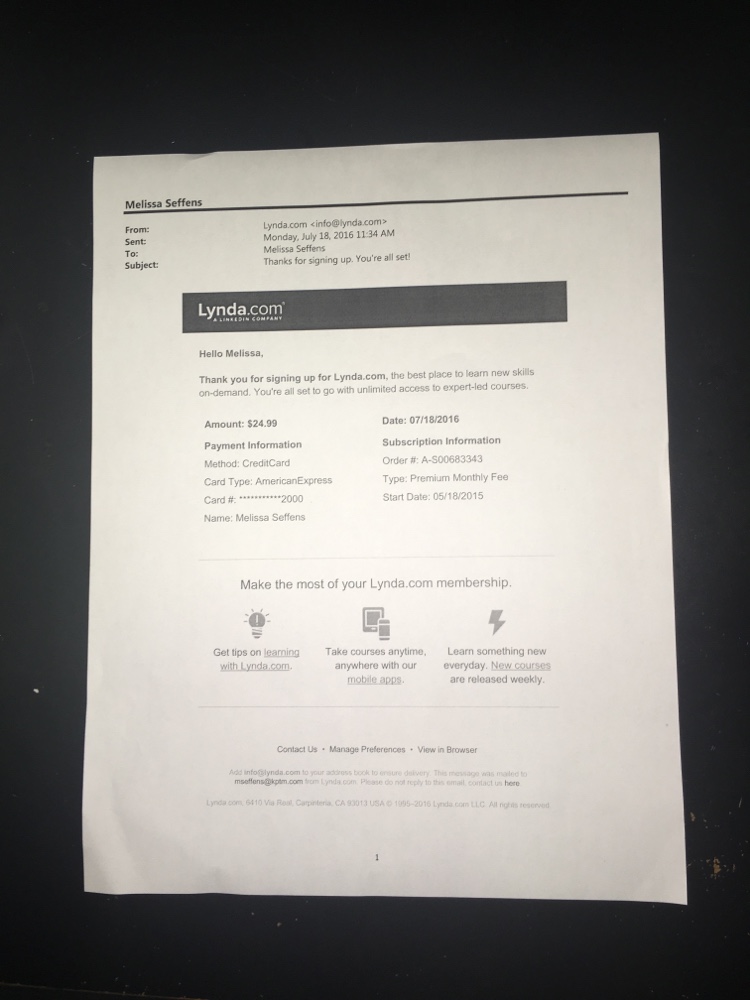 Melissa Seffens
From: Lynda.com <info@lynda.com>
Sent: Monday, July 18, 2016 11:34 AM
To: Melissa Seffens
Subject: Thanks for signing up. You're all set!
Lynda.com®
A LINKEDIN COMPANY
Hello Melissa,
Thank you for signing up for Lynda.com, the best place to learn new skills
on-demand. You're all set to go with unlimited access to expert-led courses.
Amount: $24.99
Payment Information
Method: CreditCard
Card Type: AmericanExpress
Card #: ***********2000
Name: Melissa Seffens
Date: 07/18/2016
Subscription Information
Order #: A-S00683343
Type: Premium Monthly Fee
Start Date: 05/18/2015
Make the most of your Lynda.com membership.
Get tips on learning
with Lynda.com.
Take courses anytime,
anywhere with our
mobile apps.
Learn something new
everyday. New courses
are released weekly.
Contact Us • Manage Preferences • View in Browser
Add info@lynda.com to your address book to ensure delivery. This message was mailed to
mseffens@kptm.com from Lynda.com. Please do not reply to this email, contact us here.
Lynda.com, 6410 Via Real, Carpinteria, CA 93013 USA © 1995-2016 Lynda.com LLC. All rights reserved.
1